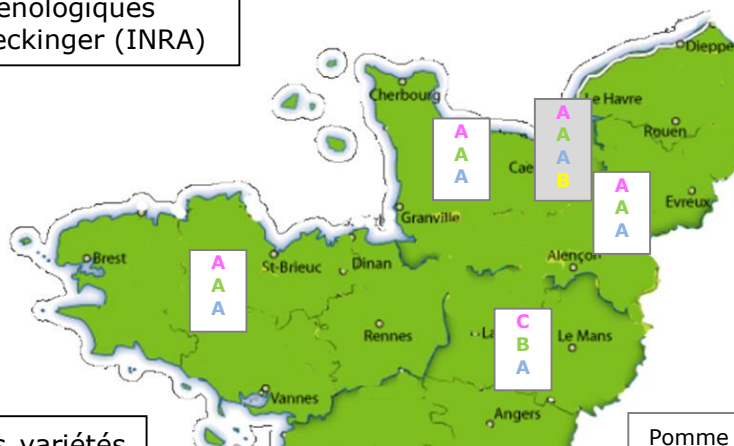 énologiques
eckinger (INRA)
Dieppe
Cherbourg
Le Havre
A
A
A
A
A
A
B
Rouen
Cae
A
A
A
Evreux
Granville
Alençon
Brest
A
A
A
St-Brieuc
Dinan
C
B
A
Rennes
La
Le Mans
Vannes
Angers
s variétés
Pomme